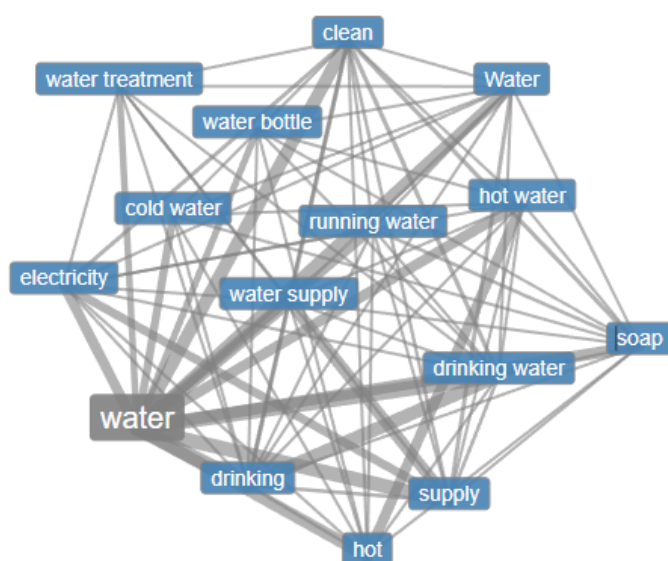 clean
water treatment
Water
water bottle
hot water
cold water
running water
electricity
water supply
soap
drinking water
water
drinking
supply
hot